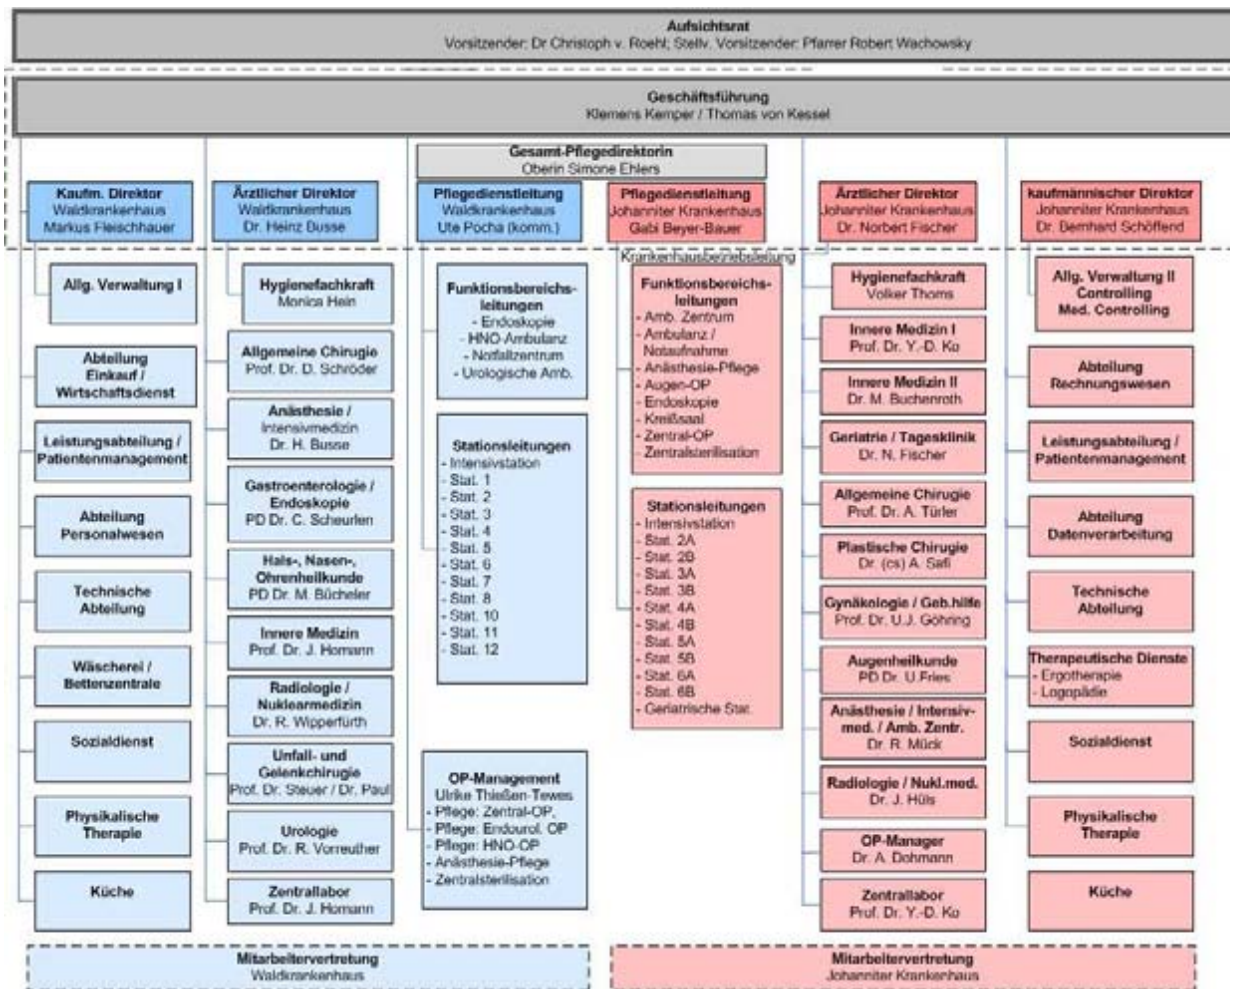 Aufsichtsrat
Vorsitzender: Dr Christoph v. Roehl; Stellv. Vorsitzender: Pfarrer Robert Wachowsky
Geschäftsführung
Klemens Kemper / Thomas von Kessel
Gesamt-Pflegedirektorin
Oberin Simone Ehlers
Kaufm. Direktor
Waldkrankenhaus
Markus Fleischhauer
Ärztlicher Direktor
Waldkrankenhaus
Dr. Heinz Busse
Pflegedienstleitung
Waldkrankenhaus
Ute Pocha (komm.)
Pflegedienstleitung
Johanniter Krankenhaus
Gabi Beyer-Bauer
Ärztlicher Direktor
Johanniter Krankenhaus
Dr. Norbert Fischer
kaufmännischer Direktor
Johanniter Krankenhaus
Dr. Bernhard Schöffend
Krankenhausbetriebsleitung
Allg. Verwaltung I
Abteilung
Einkauf /
Wirtschaftsdienst
Leistungsabteilung /
Patientenmanagement
Abteilung
Personalwesen
Technische
Abteilung
Wäscherei /
Bettenzentrale
Sozialdienst
Physikalische
Therapie
Küche
Hygienefachkraft
Monica Hein
Allgemeine Chirugie
Prof. Dr. D. Schröder
Anästhesie /
Intensivmedizin
Dr. H. Busse
Gastroenterologie /
Endoskopie
PD Dr. C. Scheurlen
Hals-, Nasen-,
Ohrenheilkunde
PD Dr. M. Bücheler
Innere Medizin
Prof. Dr. J. Homann
Radiologie /
Nuklearmedizin
Dr. R. Wipperfürth
Unfall- und
Gelenkchirugie
Prof. Dr. Steuer / Dr. Paul
Urologie
Prof. Dr. R. Vorreuther
Zentrallabor
Prof. Dr. J. Homann
Funktionsbereichs-
leitungen
- Endoskopie
- HNO-Ambulanz
- Notfallzentrum
- Urologische Amb.
Stationsleitungen
- Intensivstation
- Stat. 1
- Stat. 2
- Stat. 3
- Stat. 4
- Stat. 5
- Stat. 6
- Stat. 7
- Stat. 8
- Stat. 10
- Stat. 11
- Stat. 12
OP-Management
Ulrike Thießen-Tewes
- Pflege: Zentral-OP,
- Pflege: Endourol. OP
- Pflege: HNO-OP
- Anästhesie-Pflege
- Zentralsterilisation
Funktionsbereichs-
leitungen
- Amb. Zentrum
- Ambulanz /
Notaufnahme
- Anästhesie-Pflege
- Augen-OP
- Endoskopie
- Kreißsaal
- Zentral-OP
- Zentralsterilisation
Stationsleitungen
- Intensivstation
- Stat. 2A
- Stat. 2B
- Stat. 3A
- Stat. 3B
- Stat. 4A
- Stat. 4B
- Stat. 5A
- Stat. 5B
- Stat. 6A
- Stat. 6B
- Geriatrische Stat.
Hygienefachkraft
Volker Thoms
Innere Medizin I
Prof. Dr. Y.-D. Ko
Innere Medizin II
Dr. M. Buchenroth
Geriatrie / Tagesklinik
Dr. N. Fischer
Allgemeine Chirugie
Prof. Dr. A. Türler
Plastische Chirugie
Dr. (cs) A. Safi
Gynäkologie / Geb.hilfe
Prof. Dr. U.J. Göhring
Augenheilkunde
PD Dr. U.Fries
Anästhesie / Intensiv-
med. / Amb. Zentr.
Dr. R. Mück
Radiologie / Nukl.med.
Dr. J. Hüls
OP-Manager
Dr. A. Dohmann
Zentrallabor
Prof. Dr. Y.-D. Ko
Allg. Verwaltung II
Controlling
Med. Controlling
Abteilung
Rechnungswesen
Leistungsabteilung /
Patientenmanagement
Abteilung
Datenverarbeitung
Technische
Abteilung
Therapeutische Dienste
- Ergotherapie
- Logopädie
Sozialdienst
Physikalische
Therapie
Küche
Mitarbeitervertretung
Waldkrankenhaus
Mitarbeitervertretung
Johanniter Krankenhaus